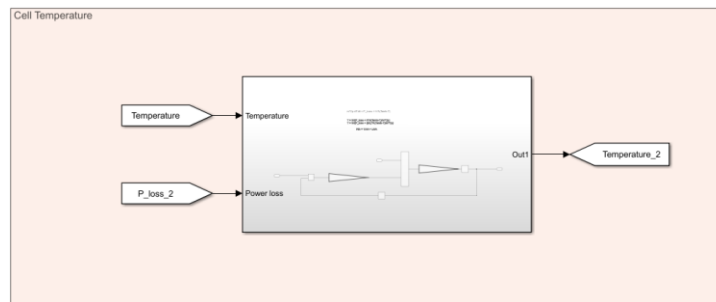 Cell Temperature
Temperature
Temperature
Out1
Temperature_2
P_loss_2
Power loss